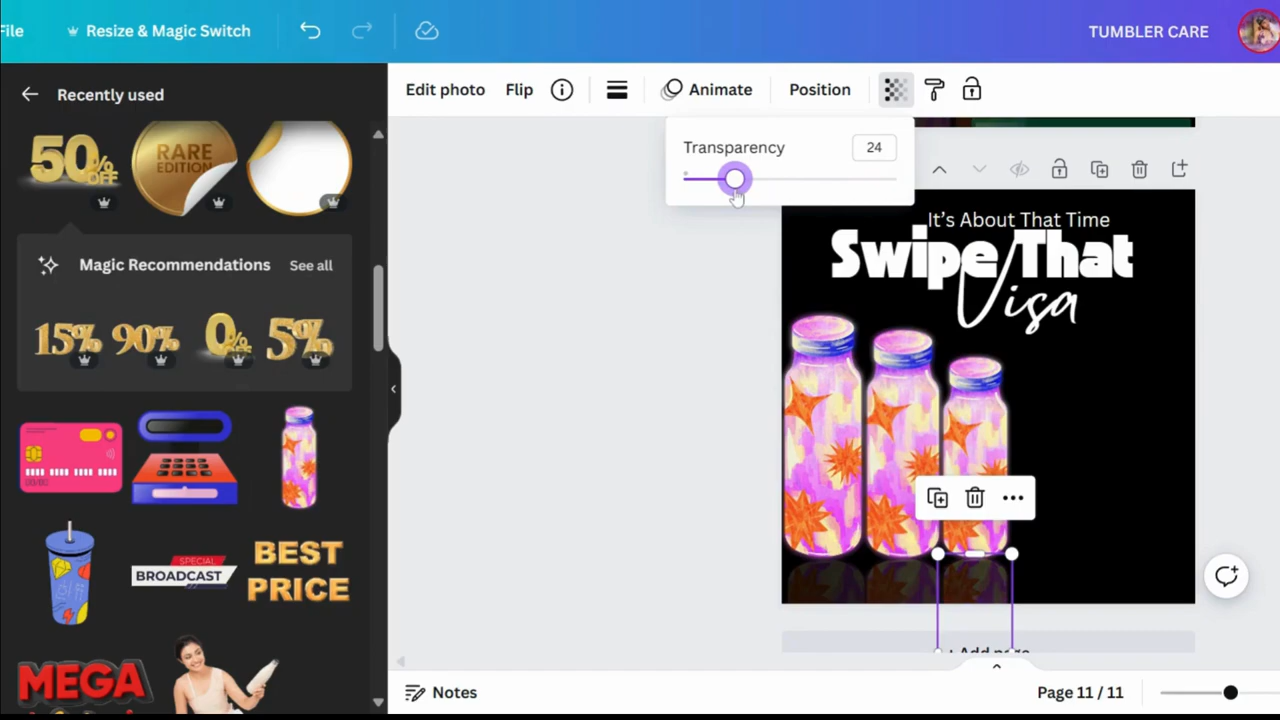 File
Resize & Magic Switch
TUMBLER CARE
Recently used
Edit photo
Flip
Animate
Position
Transparency
24
50% OFF
RARE
EDITION
Magic Recommendations
See all
15%
90%
0%
5%
It's About That Time
Swipe That
Visa
SPECIAL
BROADCAST
BEST
PRICE
MEGA
+ Add page
Notes
Page 11 / 11